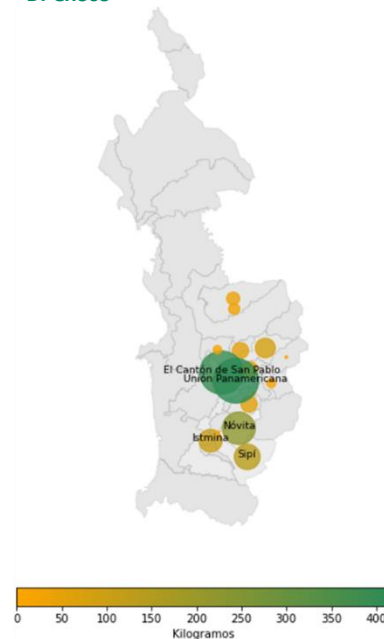 El Cantón de San Pablo
Unión Panamericana
Nóvita
Istmina
Sipí
0 50 100 150 200 250 300 350 400
Kilogramos